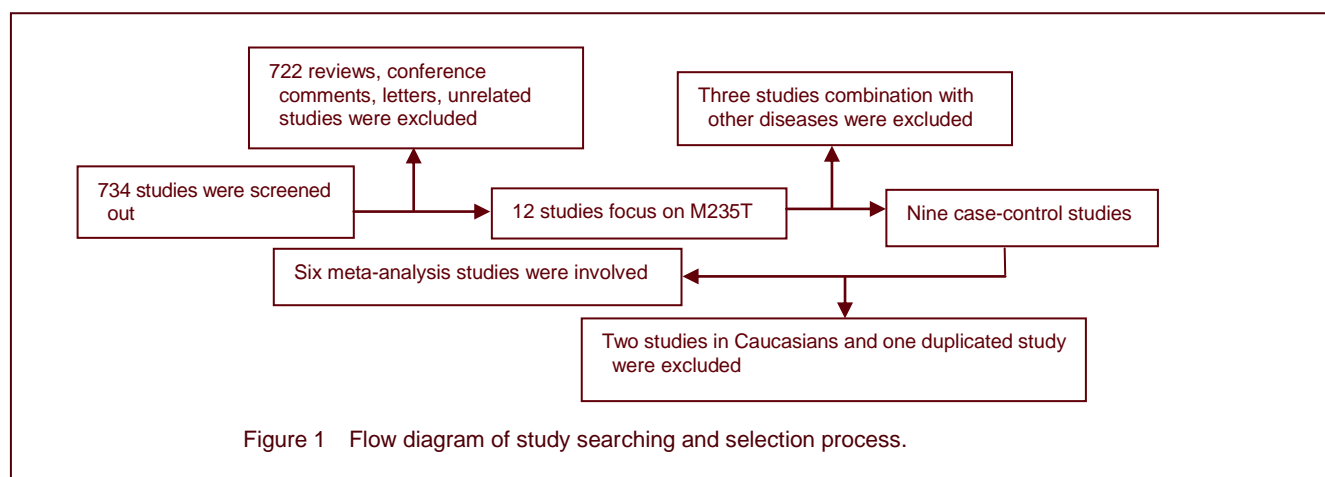 722 reviews, conference
comments, letters, unrelated
studies were excluded
Three studies combination with
other diseases were excluded
734 studies were screened
out
12 studies focus on M235T
Nine case-control studies
Six meta-analysis studies were involved
Two studies in Caucasians and one duplicated study
were excluded
Figure 1 Flow diagram of study searching and selection process.